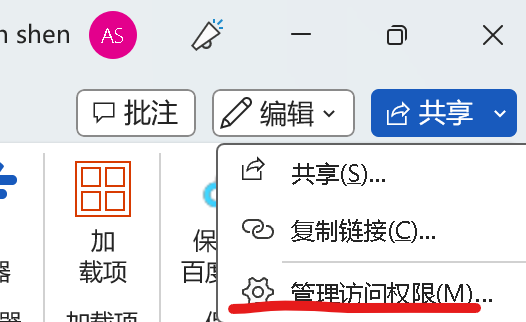 n shen
AS
批注
编辑
共享
共享(S)...
复制链接(C)...
管理访问权限(M)...
器
加
载项
保
百度
器
加载项